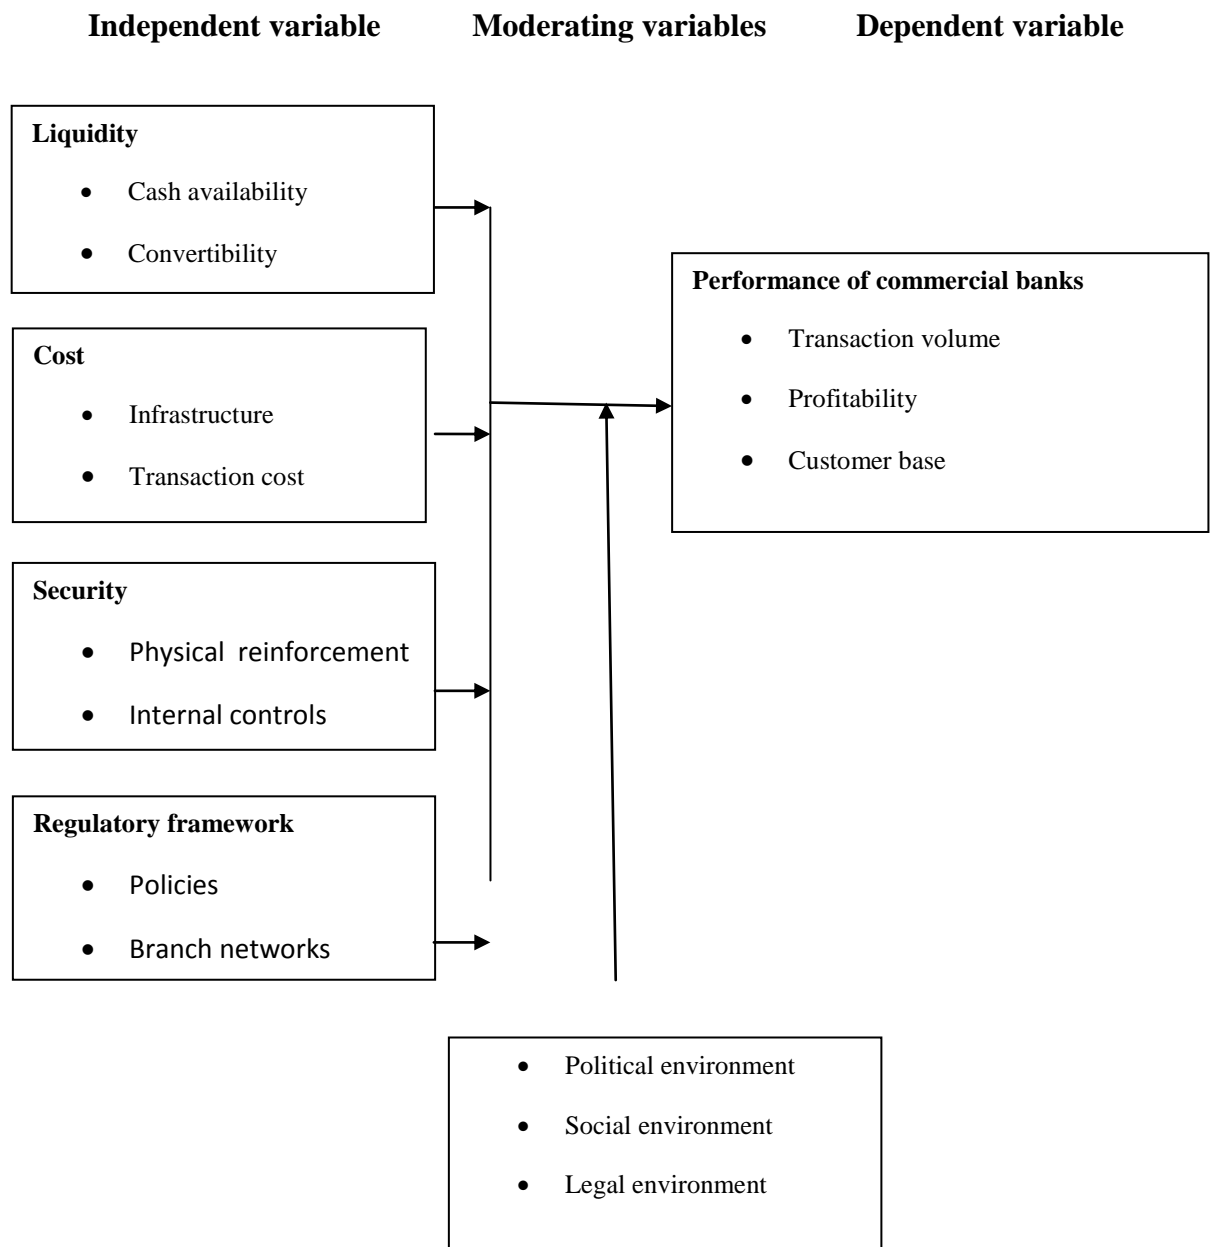 Independent variable Moderating variables Dependent variable
Liquidity
• Cash availability
• Convertibility
Cost
• Infrastructure
• Transaction cost
Security
• Physical reinforcement
• Internal controls
Regulatory framework
• Policies
• Branch networks
Performance of commercial banks
• Transaction volume
• Profitability
• Customer base
• Political environment
• Social environment
• Legal environment